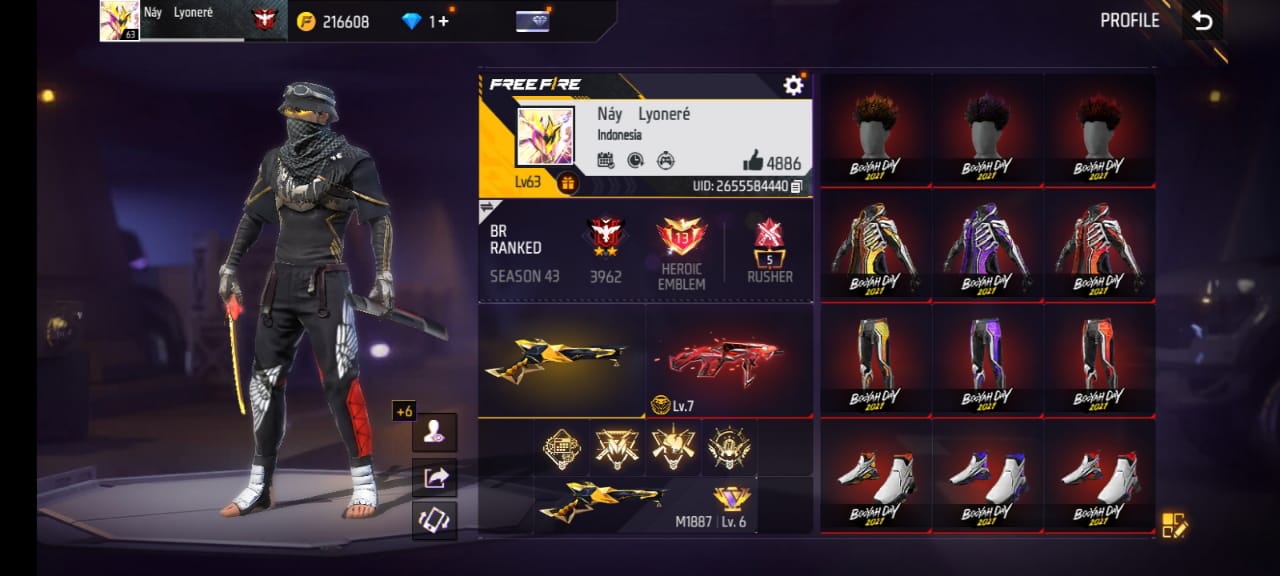 Náy Lyoneré
63
216608
1+
PROFILE
FREE FIRE
Náy Lyoneré
Indonesia
4886
Lv63
UID: 2655584440
BR RANKED
SEASON 43
3962
13
HEROIC EMBLEM
5
RUSHER
Lv.7
+6
M1887 Lv. 6
BOOYAH DAY 2021
BOOYAH DAY 2021
BOOYAH DAY 2021
BOOYAH DAY 2021
BOOYAH DAY 2021
BOOYAH DAY 2021
BOOYAH DAY 2021
BOOYAH DAY 2021
BOOYAH DAY 2021
BOOYAH DAY 2021
BOOYAH DAY 2021
BOOYAH DAY 2021